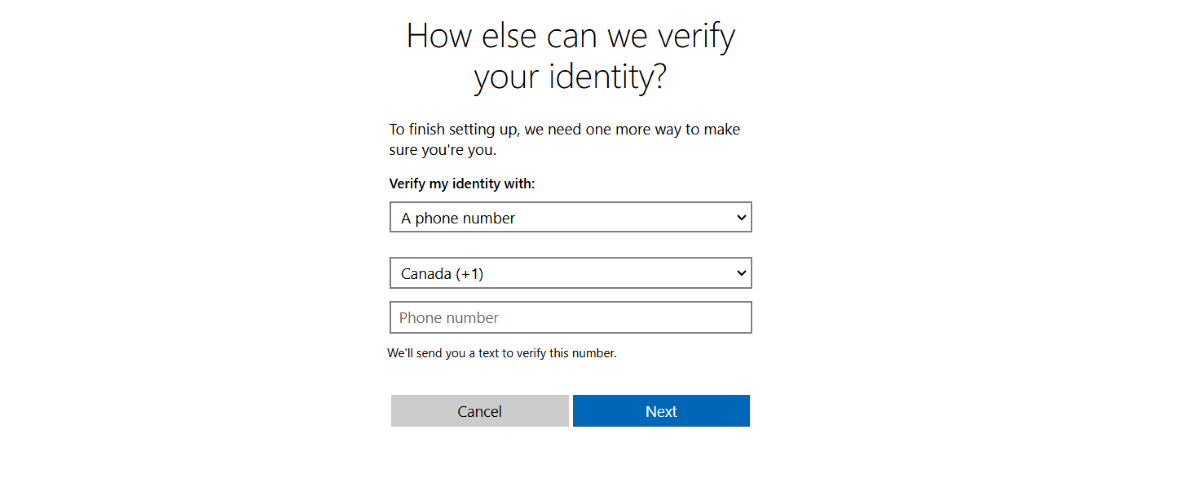 How else can we verify
your identity?
To finish setting up, we need one more way to make
sure you're you.
Verify my identity with:
A phone number
Canada (+1)
Phone number
We'll send you a text to verify this number.
Cancel
Next